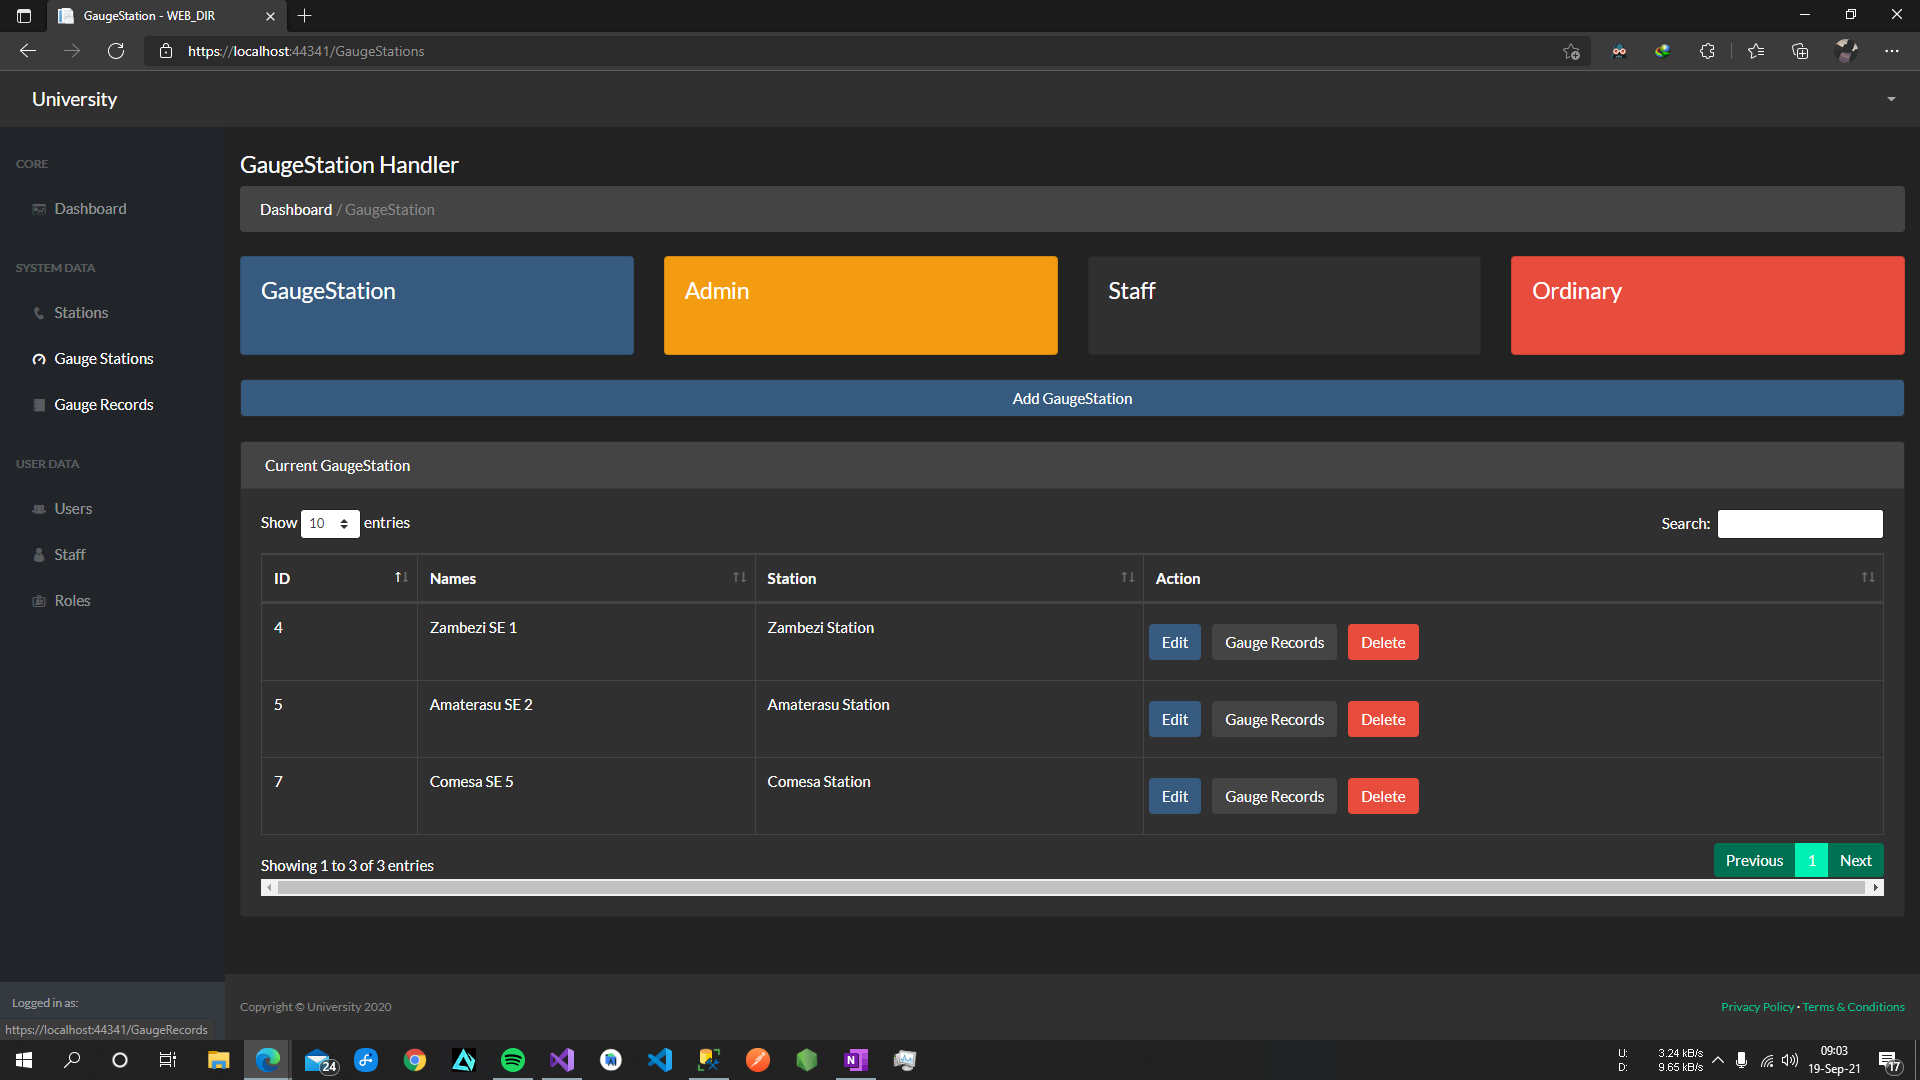 GaugeStation - WEB_DIR
https://localhost:44341/GaugeStations
University
CORE
Dashboard
SYSTEM DATA
Stations
Gauge Stations
Gauge Records
USER DATA
Users
Staff
Roles
Logged in as:
https://localhost:44341/GaugeRecords
GaugeStation Handler
Dashboard / GaugeStation
GaugeStation Admin Staff Ordinary
Add GaugeStation
Current GaugeStation
Show 10 entries Search:
ID Names Station Action
4 Zambezi SE 1 Zambezi Station Edit Gauge Records Delete
5 Amaterasu SE 2 Amaterasu Station Edit Gauge Records Delete
7 Comesa SE 5 Comesa Station Edit Gauge Records Delete
Showing 1 to 3 of 3 entries Previous 1 Next
Copyright © University 2020 Privacy Policy · Terms & Conditions
24
N
U: 3.24 kB/s
D: 9.65 kB/s
09:03
19-Sep-21
17